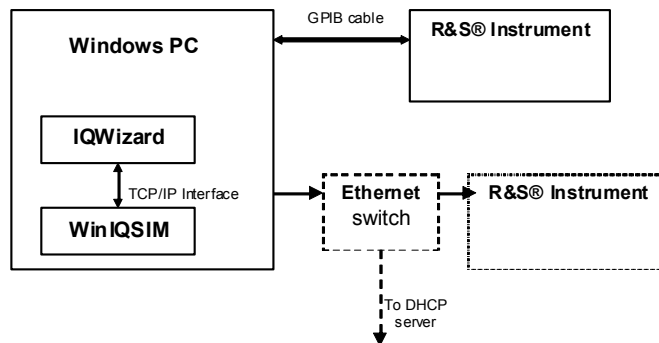 GPIB cable
Windows PC
R&S® Instrument
IQWizard
TCP/IP Interface
WinIQSIM
Ethernet
switch
R&S® Instrument
To DHCP
server